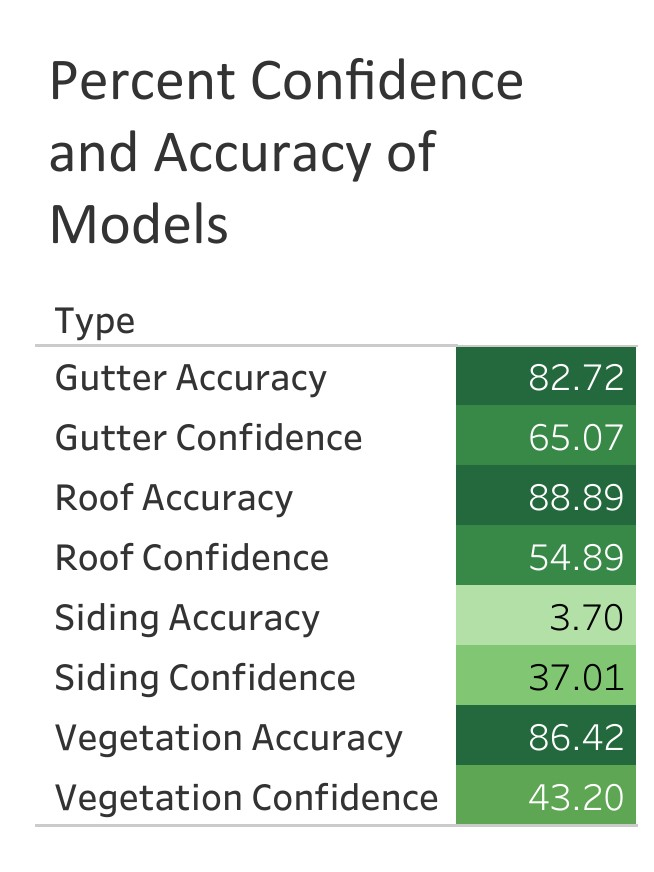 Percent Confidence
and Accuracy of
Models
Type
Gutter Accuracy 82.72
Gutter Confidence 65.07
Roof Accuracy 88.89
Roof Confidence 54.89
Siding Accuracy 3.70
Siding Confidence 37.01
Vegetation Accuracy 86.42
Vegetation Confidence 43.20